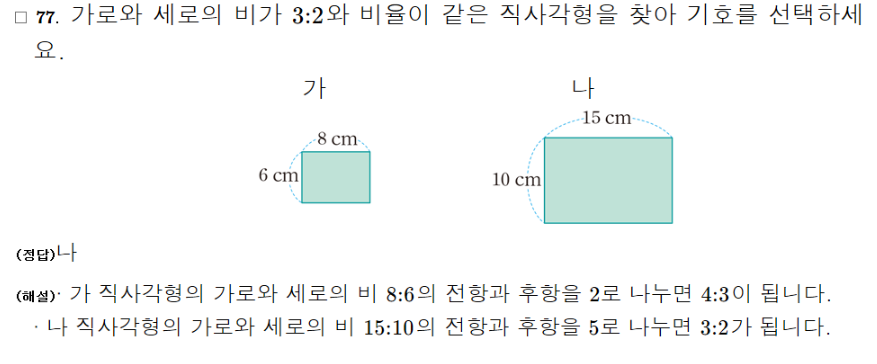 □ 77. 가로와 세로의 비가 3:2와 비율이 같은 직사각형을 찾아 기호를 선택하세
요.
가 나
8 cm 15 cm
6 cm 10 cm
(정답)나
(해설)· 가 직사각형의 가로와 세로의 비 8:6의 전항과 후항을 2로 나누면 4:3이 됩니다.
· 나 직사각형의 가로와 세로의 비 15:10의 전항과 후항을 5로 나누면 3:2가 됩니다.